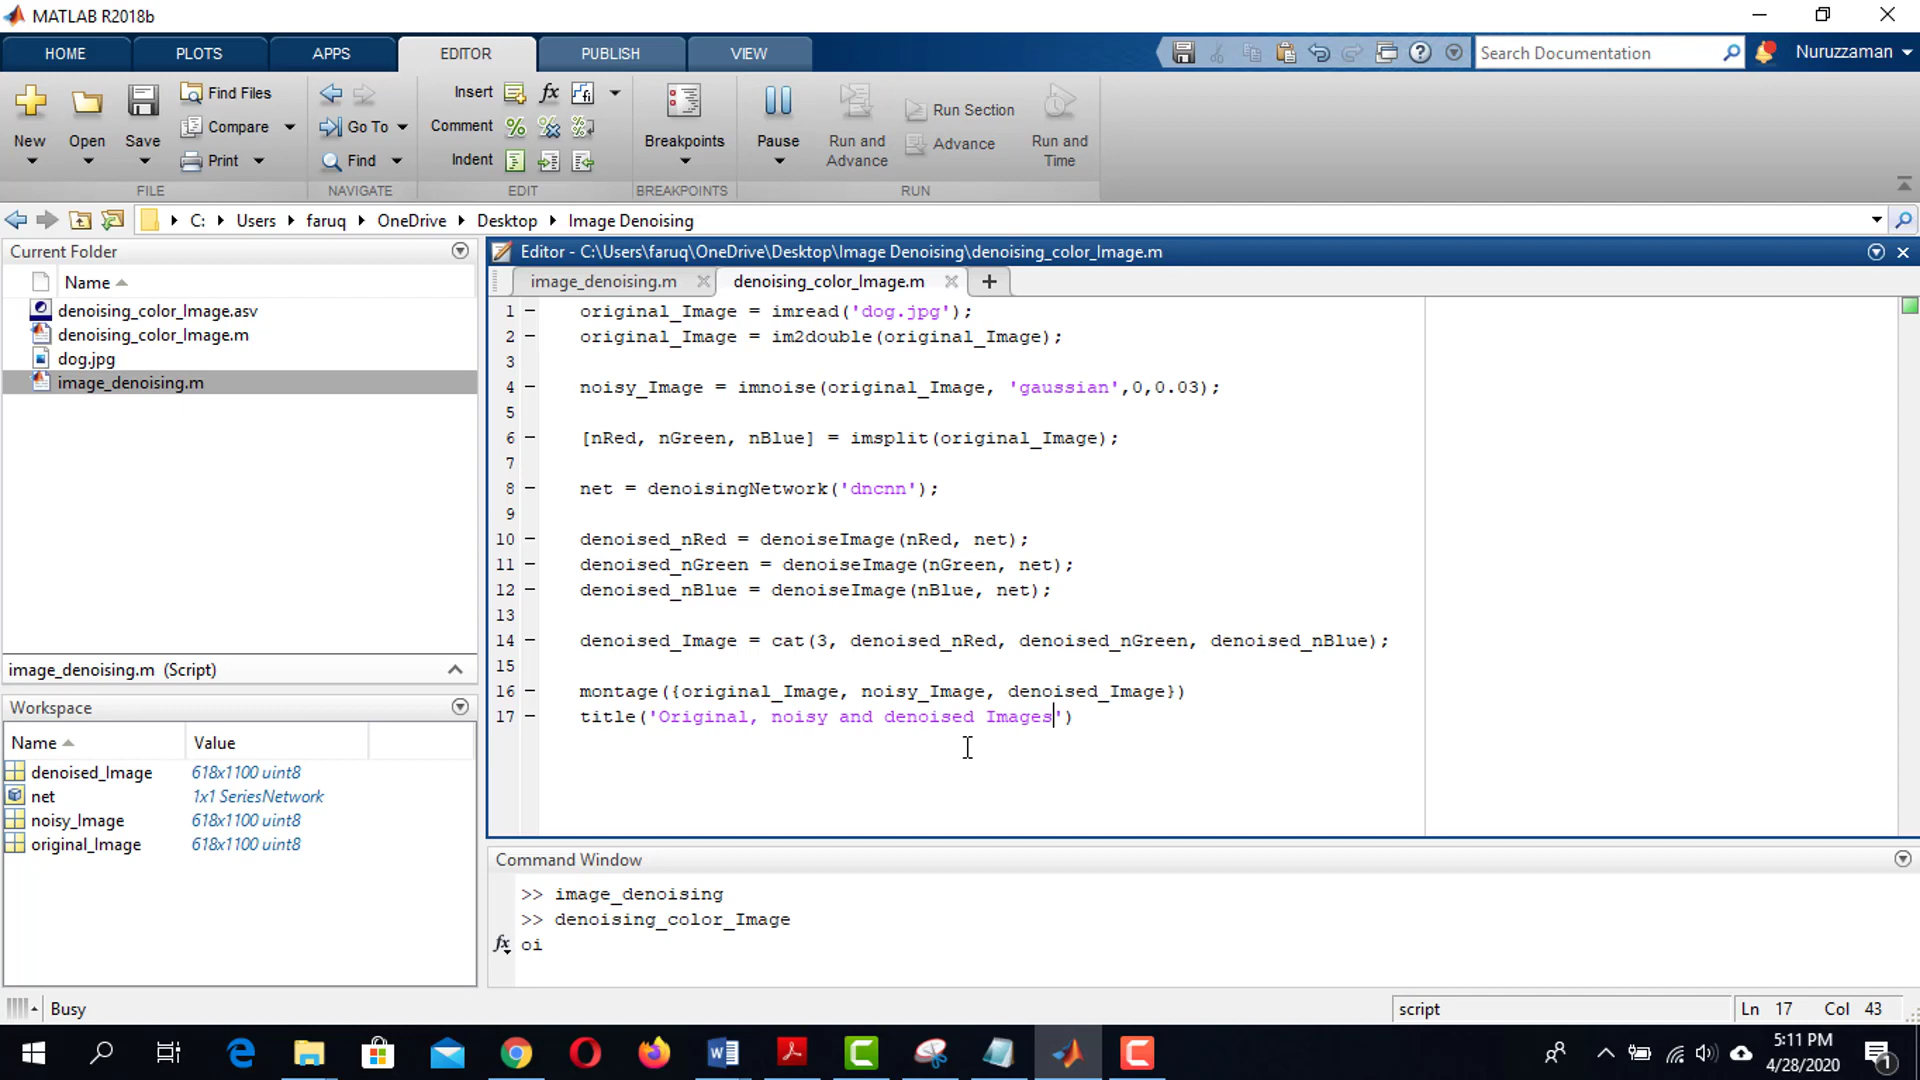 MATLAB R2018b
HOME PLOTS APPS EDITOR PUBLISH VIEW Search Documentation Nuruzzaman
New Open Save Find Files Compare Print
Go To Find
Insert Comment Indent
Breakpoints Pause Run and Advance Run Section Advance Run and Time
FILE NAVIGATE EDIT BREAKPOINTS RUN
C: Users faruq OneDrive Desktop Image Denoising
Current Folder
Name
denoising_color_Image.asv
denoising_color_Image.m
dog.jpg
image_denoising.m
image_denoising.m (Script)
Workspace
Name Value
denoised_Image 618x1100 uint8
net 1x1 SeriesNetwork
noisy_Image 618x1100 uint8
original_Image 618x1100 uint8
Editor - C:\Users\faruq\OneDrive\Desktop\Image Denoising\denoising_color_Image.m
image_denoising.m denoising_color_Image.m
1 original_Image = imread('dog.jpg');
2 original_Image = im2double(original_Image);
3
4 noisy_Image = imnoise(original_Image, 'gaussian',0,0.03);
5
6 [nRed, nGreen, nBlue] = imsplit(original_Image);
7
8 net = denoisingNetwork('dncnn');
9
10 denoised_nRed = denoiseImage(nRed, net);
11 denoised_nGreen = denoiseImage(nGreen, net);
12 denoised_nBlue = denoiseImage(nBlue, net);
13
14 denoised_Image = cat(3, denoised_nRed, denoised_nGreen, denoised_nBlue);
15
16 montage({original_Image, noisy_Image, denoised_Image})
17 title('Original, noisy and denoised Images')
Command Window
>> image_denoising
>> denoising_color_Image
fx oi
Busy script Ln 17 Col 43
5:11 PM
4/28/2020
1